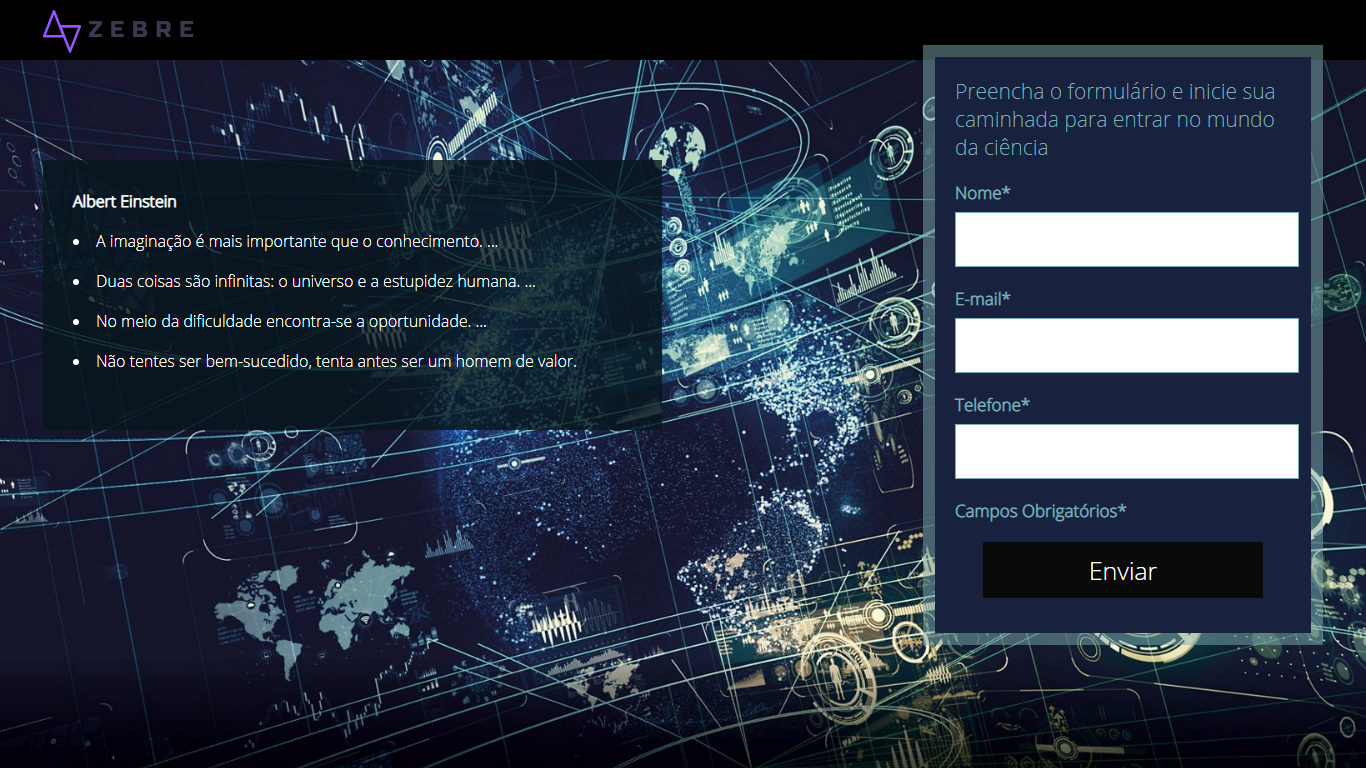 ZEBRE
Albert Einstein
• A imaginação é mais importante que o conhecimento. ...
• Duas coisas são infinitas: o universo e a estupidez humana. ...
• No meio da dificuldade encontra-se a oportunidade. ...
• Não tentes ser bem-sucedido, tenta antes ser um homem de valor.
Preencha o formulário e inicie sua
caminhada para entrar no mundo
da ciência
Nome*
E-mail*
Telefone*
Campos Obrigatórios*
Enviar